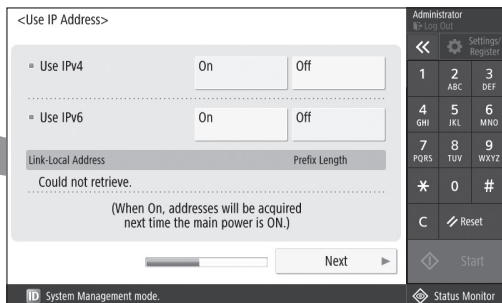 <Use IP Address>
Use IPv4
On
Off
Use IPv6
On
Off
Link-Local Address
Prefix Length
Could not retrieve.
(When On, addresses will be acquired
next time the main power is ON.)
Next
ID System Management mode.
Administrator
Log Out
Settings/
Register
1
2
ABC
3
DEF
4
GHI
5
JKL
6
MNO
7
PQRS
8
TUV
9
WXYZ
*
0
#
C
Reset
Start
Status Monitor